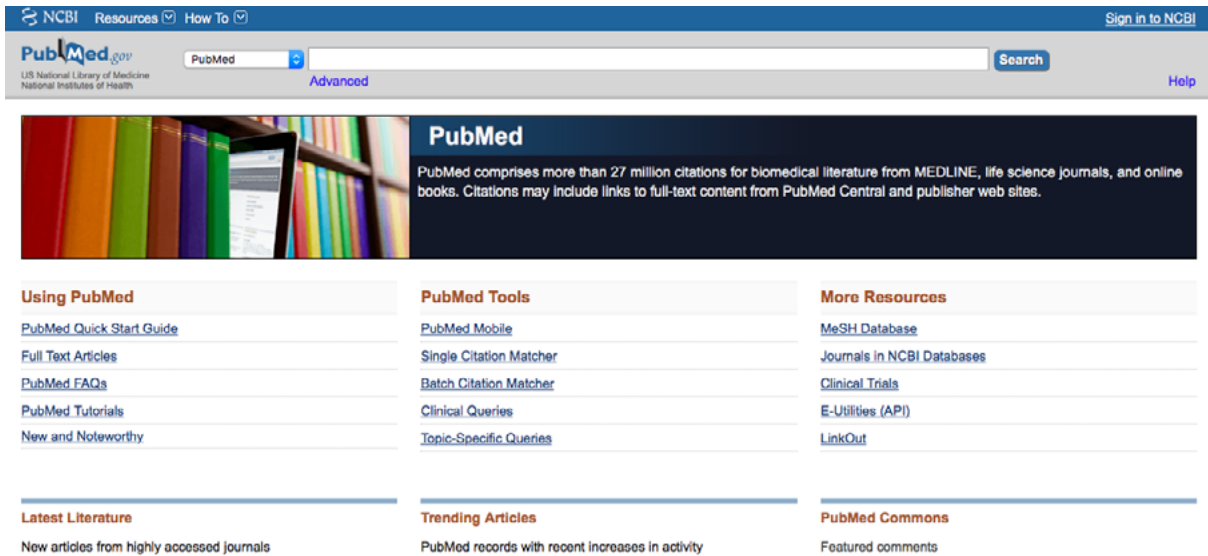 NCBI Resources How To Sign in to NCBI
PubMed.gov
US National Library of Medicine
National Institutes of Health
PubMed
Search
Advanced
Help
PubMed
PubMed comprises more than 27 million citations for biomedical literature from MEDLINE, life science journals, and online
books. Citations may include links to full-text content from PubMed Central and publisher web sites.
Using PubMed
PubMed Quick Start Guide
Full Text Articles
PubMed FAQs
PubMed Tutorials
New and Noteworthy
PubMed Tools
PubMed Mobile
Single Citation Matcher
Batch Citation Matcher
Clinical Queries
Topic-Specific Queries
More Resources
MeSH Database
Journals in NCBI Databases
Clinical Trials
E-Utilities (API)
LinkOut
Latest Literature
New articles from highly accessed journals
Trending Articles
PubMed records with recent increases in activity
PubMed Commons
Featured comments